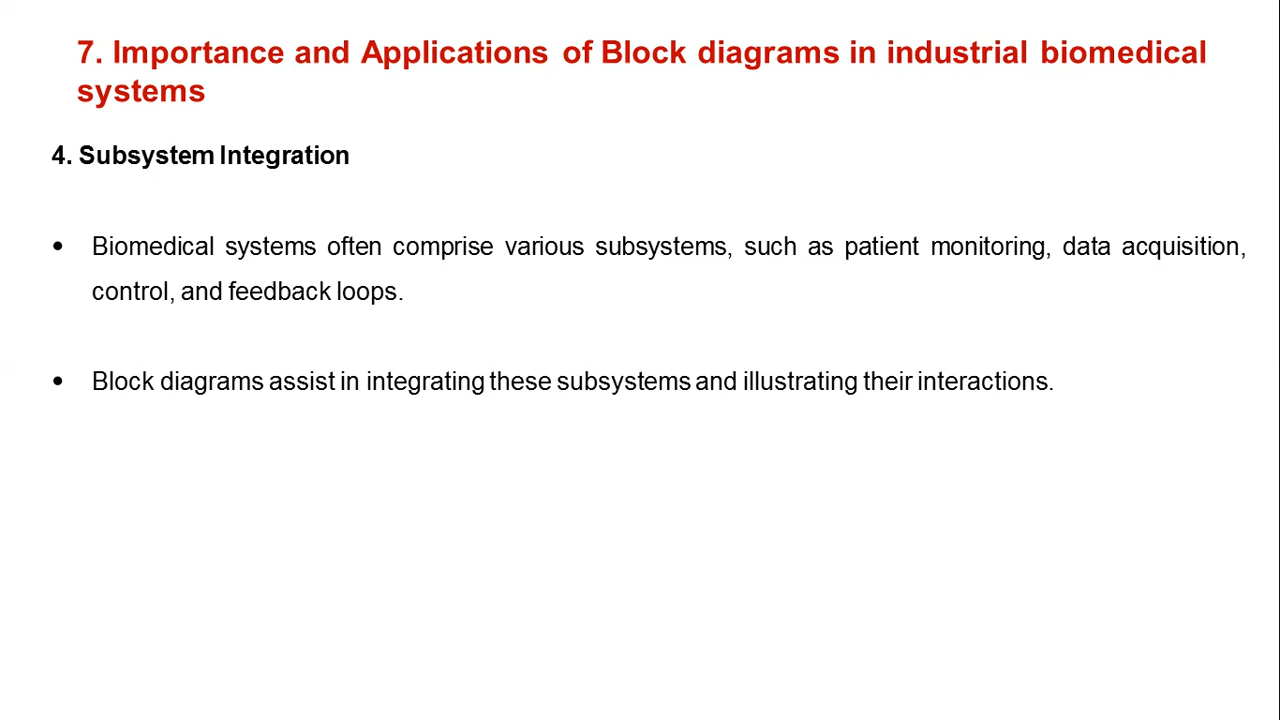 7. Importance and Applications of Block diagrams in industrial biomedical
systems
4. Subsystem Integration
• Biomedical systems often comprise various subsystems, such as patient monitoring, data acquisition,
control, and feedback loops.
• Block diagrams assist in integrating these subsystems and illustrating their interactions.